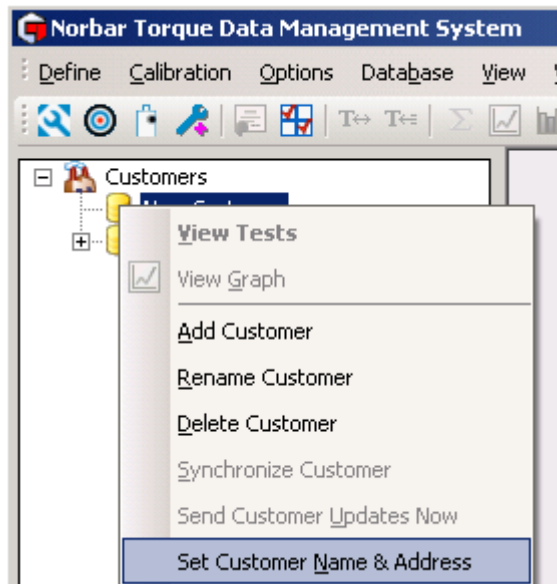 Norbar Torque Data Management System
Define Calibration Options Database View
Customers
View Tests
View Graph
Add Customer
Rename Customer
Delete Customer
Synchronize Customer
Send Customer Updates Now
Set Customer Name & Address